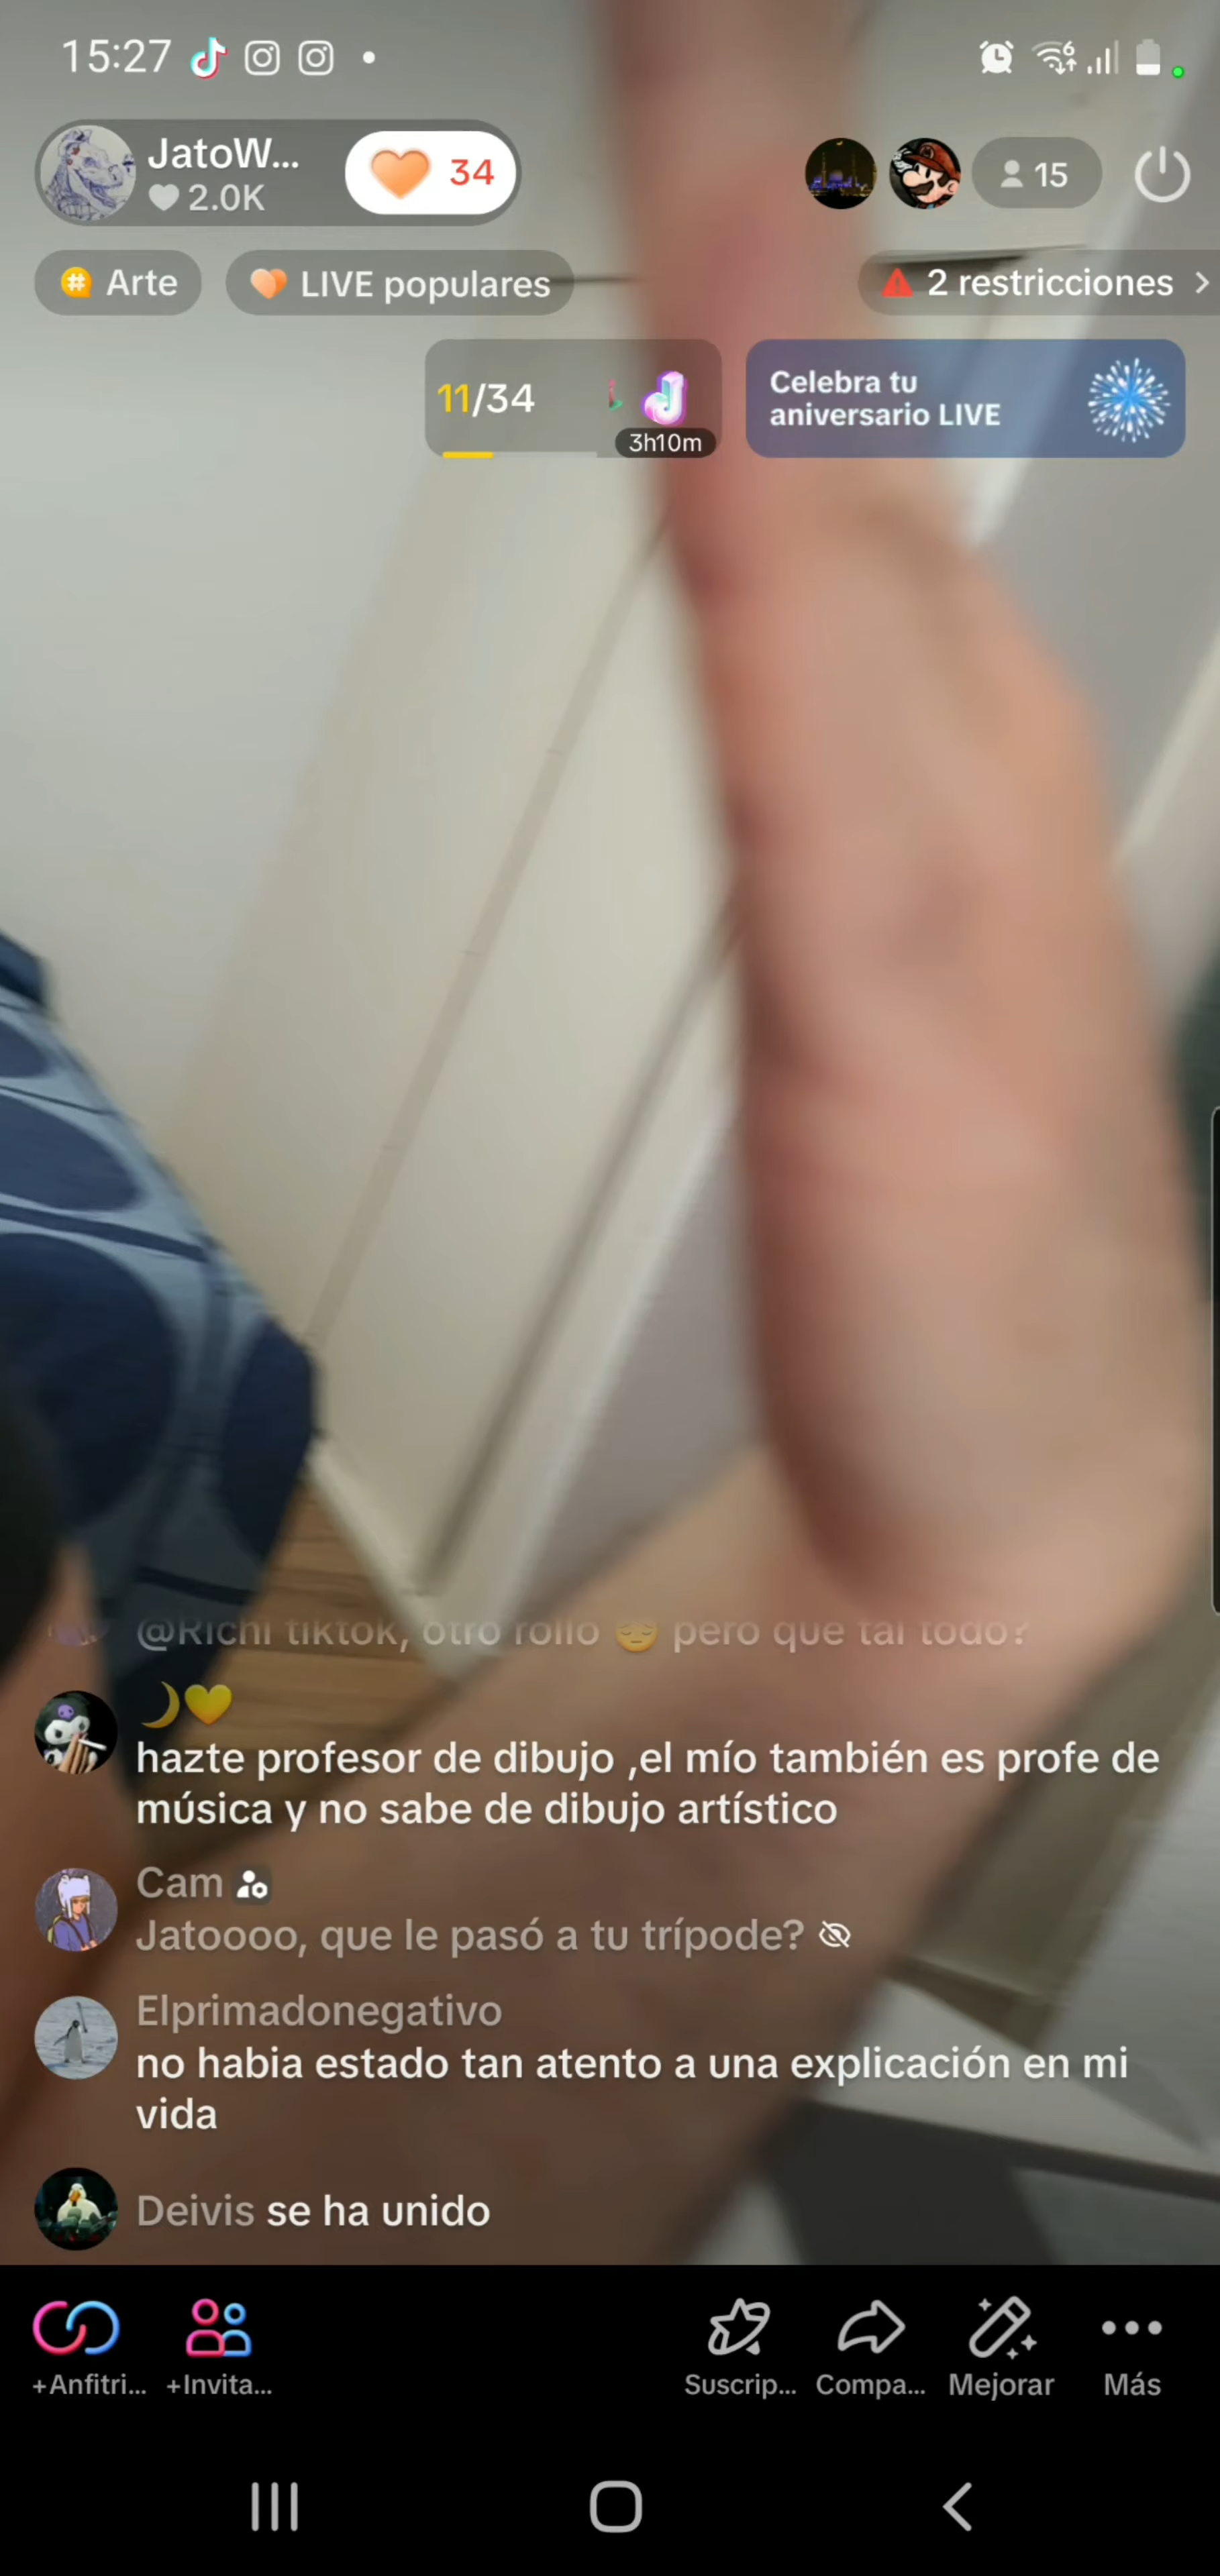 15:27
JatoW...
2.0K
34
15
Arte
LIVE populares
2 restricciones
11/34
3h10m
Celebra tu
aniversario LIVE
@Richi tiktok, otro rollo 😔 pero que tal todo?
🌙💛
hazte profesor de dibujo ,el mío también es profe de
música y no sabe de dibujo artístico
Cam
Jatoooo, que le pasó a tu trípode?
Elprimadonegativo
no habia estado tan atento a una explicación en mi
vida
Deivis se ha unido
+Anfitri...
+Invita...
Suscrip...
Compa...
Mejorar
Más